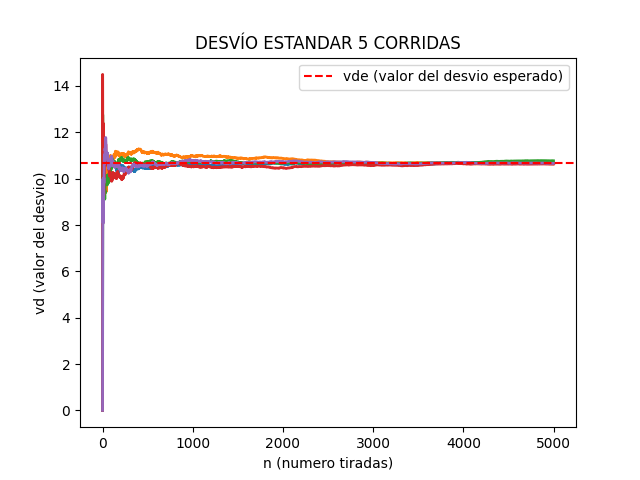 DESVÍO ESTANDAR 5 CORRIDAS
vde (valor del desvio esperado)
vd (valor del desvio)
14
12
10
8
6
4
2
0
0 1000 2000 3000 4000 5000
n (numero tiradas)